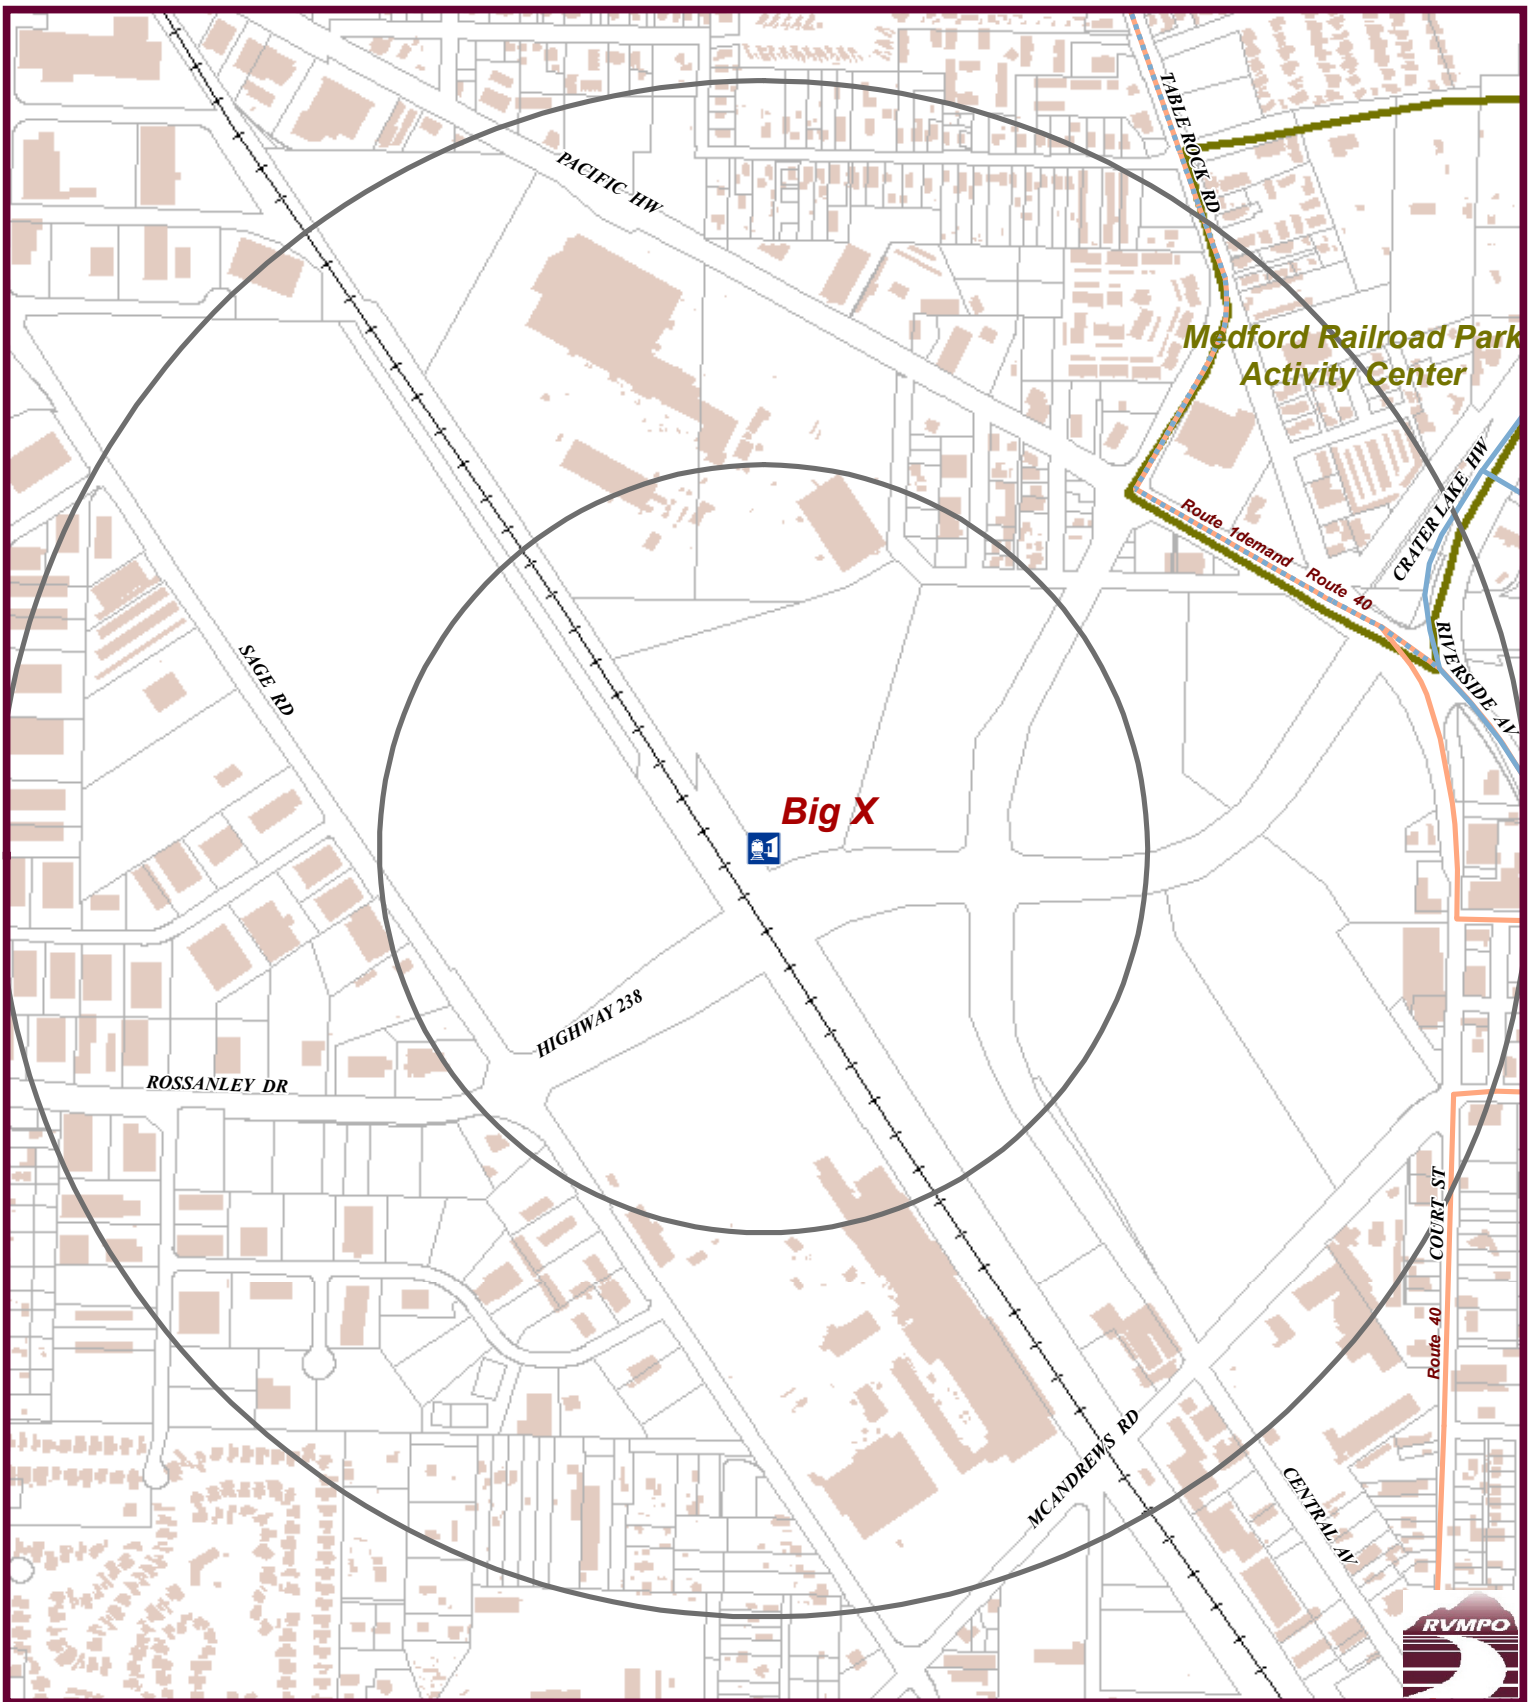 TABLE ROCK RD
PACIFIC HW
Medford Railroad Park
Activity Center
CRATER LAKE HW
Route 1demand
Route 40
RIVERSIDE AV
SAGE RD
Big X
HIGHWAY 238
ROSSANLEY DR
COURT ST
Route 40
MCANDREWS RD
CENTRAL AV
RVMPO